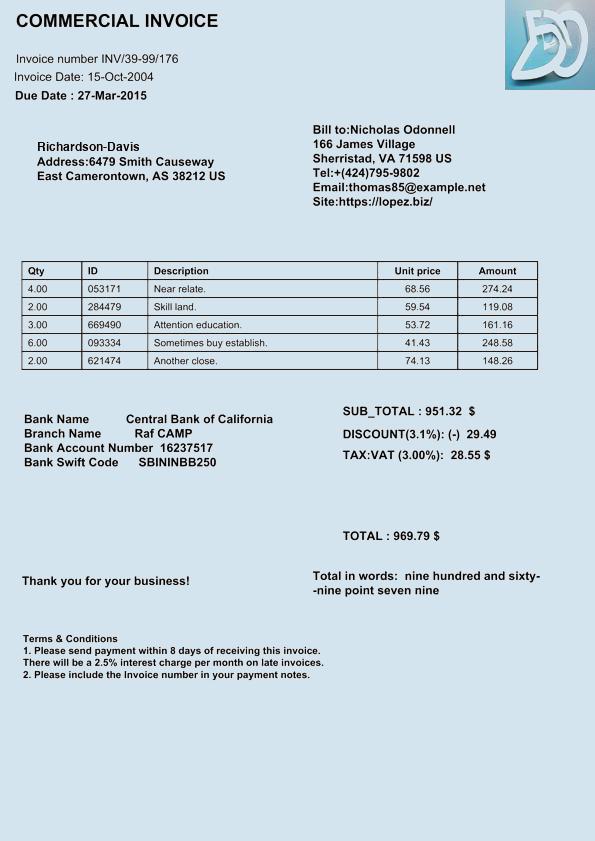 COMMERCIAL INVOICE
Invoice number INV/39-99/176
Invoice Date: 15-Oct-2004
Due Date : 27-Mar-2015
Richardson-Davis
Address:6479 Smith Causeway
East Camerontown, AS 38212 US
Bill to:Nicholas Odonnell
166 James Village
Sherristad, VA 71598 US
Tel:+(424)795-9802
Email:thomas85@example.net
Site:https://lopez.biz/
Qty ID Description Unit price Amount
4.00 053171 Near relate. 68.56 274.24
2.00 284479 Skill land. 59.54 119.08
3.00 669490 Attention education. 53.72 161.16
6.00 093334 Sometimes buy establish. 41.43 248.58
2.00 621474 Another close. 74.13 148.26
Bank Name Central Bank of California
Branch Name Raf CAMP
Bank Account Number 16237517
Bank Swift Code SBININBB250
SUB_TOTAL : 951.32 $
DISCOUNT(3.1%): (-) 29.49
TAX:VAT (3.00%): 28.55 $
TOTAL : 969.79 $
Thank you for your business!
Total in words: nine hundred and sixty-
-nine point seven nine
Terms & Conditions
1. Please send payment within 8 days of receiving this invoice.
There will be a 2.5% interest charge per month on late invoices.
2. Please include the Invoice number in your payment notes.